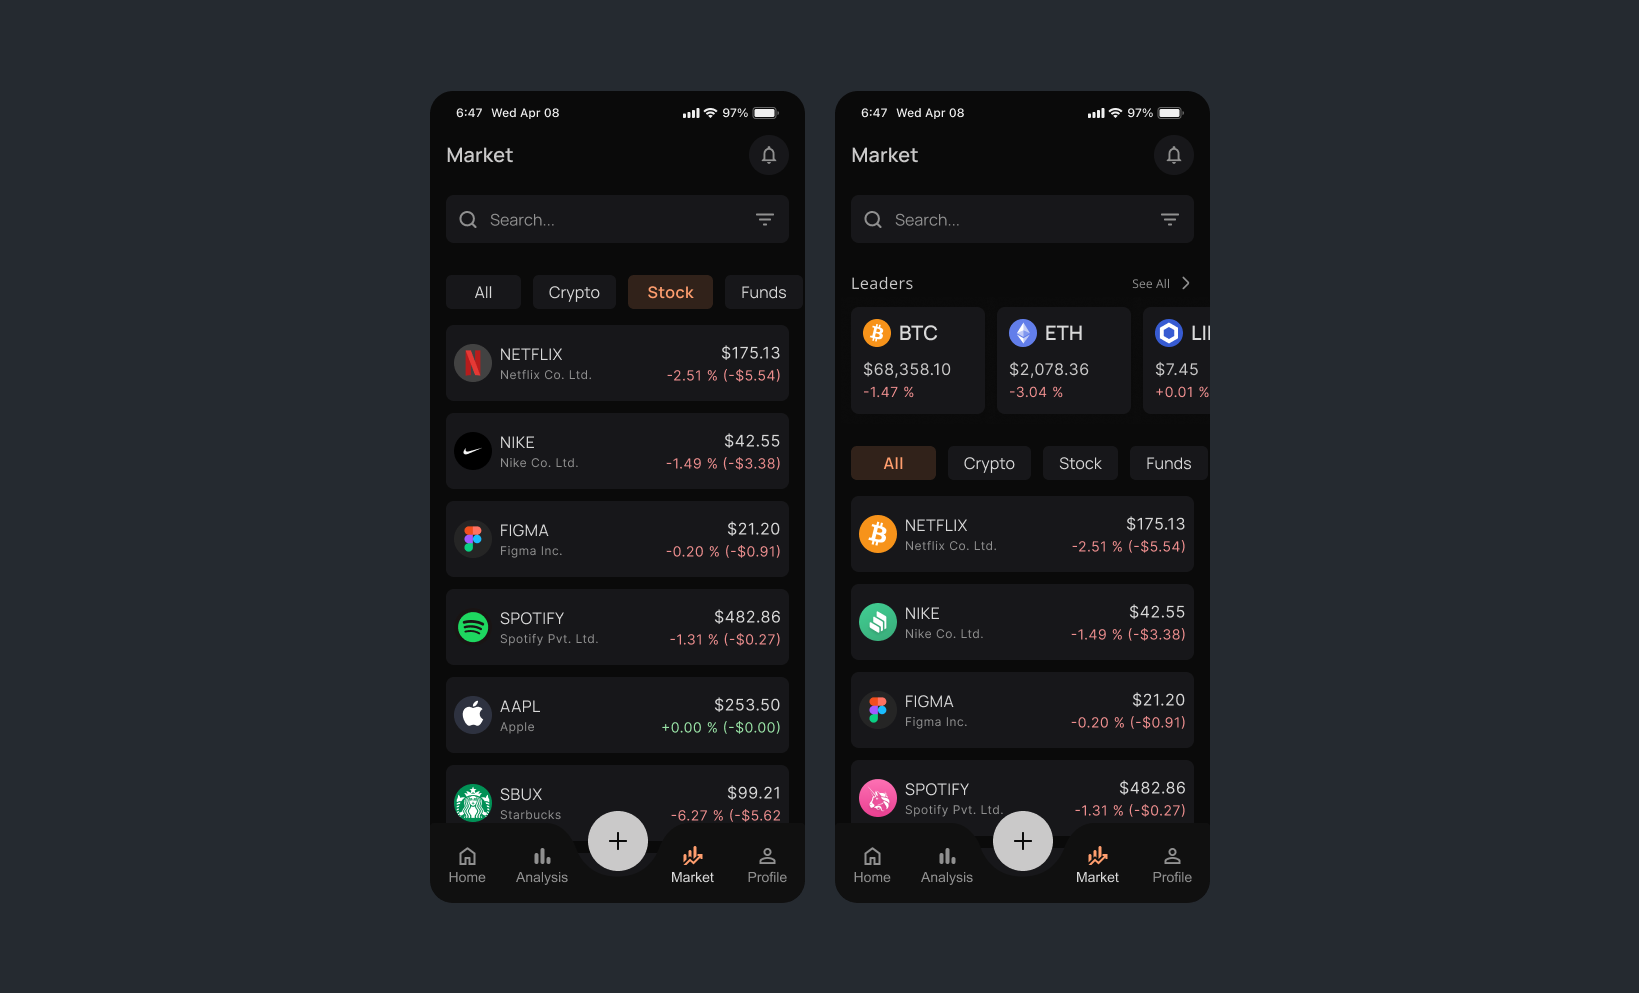 6:47 Wed Apr 08 97%
Market
Search...
All Crypto Stock Funds
NETFLIX $175.13
Netflix Co. Ltd. -2.51 % (-$5.54)
NIKE $42.55
Nike Co. Ltd. -1.49 % (-$3.38)
FIGMA $21.20
Figma Inc. -0.20 % (-$0.91)
SPOTIFY $482.86
Spotify Pvt. Ltd. -1.31 % (-$0.27)
AAPL $253.50
Apple +0.00 % (-$0.00)
SBUX $99.21
Starbucks -6.27 % (-$5.62
Home Analysis Market Profile
6:47 Wed Apr 08 97%
Market
Search...
Leaders See All
BTC ETH LI
$68,358.10 $2,078.36 $7.45
-1.47 % -3.04 % +0.01 %
All Crypto Stock Funds
NETFLIX $175.13
Netflix Co. Ltd. -2.51 % (-$5.54)
NIKE $42.55
Nike Co. Ltd. -1.49 % (-$3.38)
FIGMA $21.20
Figma Inc. -0.20 % (-$0.91)
SPOTIFY $482.86
Spotify Pvt. Ltd. -1.31 % (-$0.27)
Home Analysis Market Profile